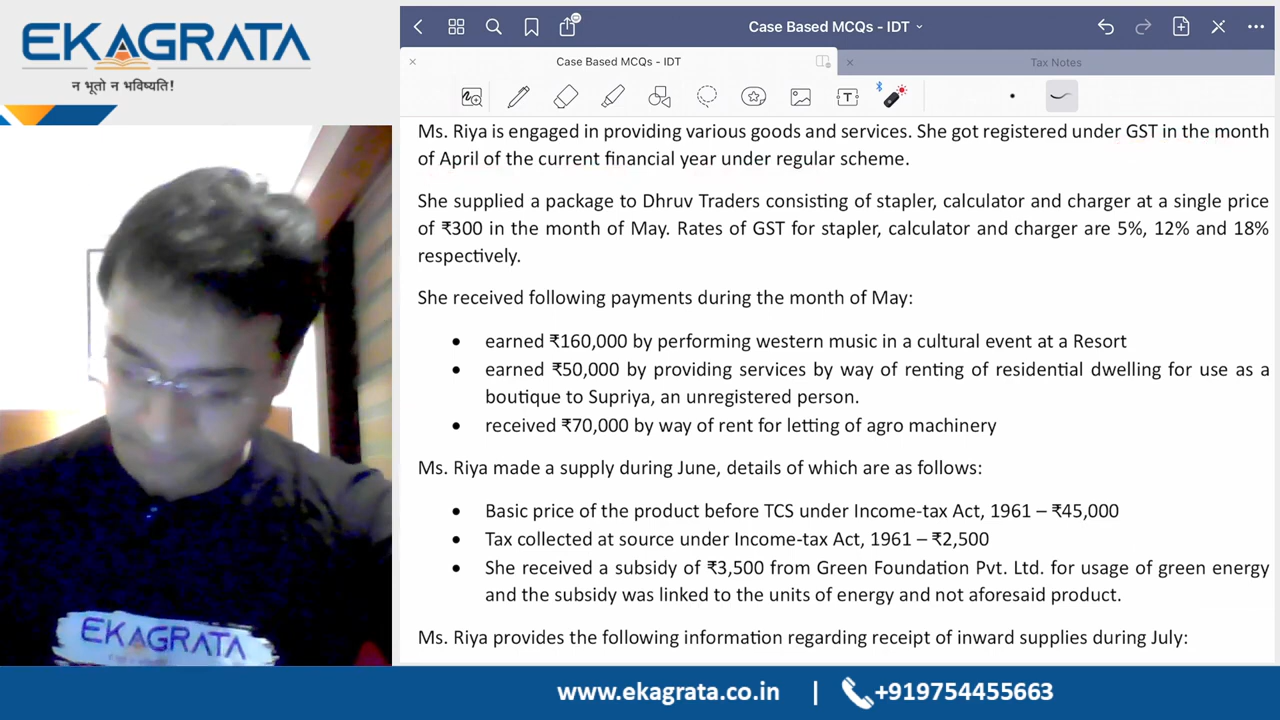 EKAGRATA
न भूतो न भविष्यति!
Case Based MCQs - IDT
Case Based MCQs - IDT
Tax Notes
T
Ms. Riya is engaged in providing various goods and services. She got registered under GST in the month
of April of the current financial year under regular scheme.
She supplied a package to Dhruv Traders consisting of stapler, calculator and charger at a single price
of ₹300 in the month of May. Rates of GST for stapler, calculator and charger are 5%, 12% and 18%
respectively.
She received following payments during the month of May:
• earned ₹160,000 by performing western music in a cultural event at a Resort
• earned ₹50,000 by providing services by way of renting of residential dwelling for use as a
boutique to Supriya, an unregistered person.
• received ₹70,000 by way of rent for letting of agro machinery
Ms. Riya made a supply during June, details of which are as follows:
• Basic price of the product before TCS under Income-tax Act, 1961 – ₹45,000
• Tax collected at source under Income-tax Act, 1961 – ₹2,500
• She received a subsidy of ₹3,500 from Green Foundation Pvt. Ltd. for usage of green energy
and the subsidy was linked to the units of energy and not aforesaid product.
Ms. Riya provides the following information regarding receipt of inward supplies during July:
EKAGRATA
www.ekagrata.co.in | +919754455663